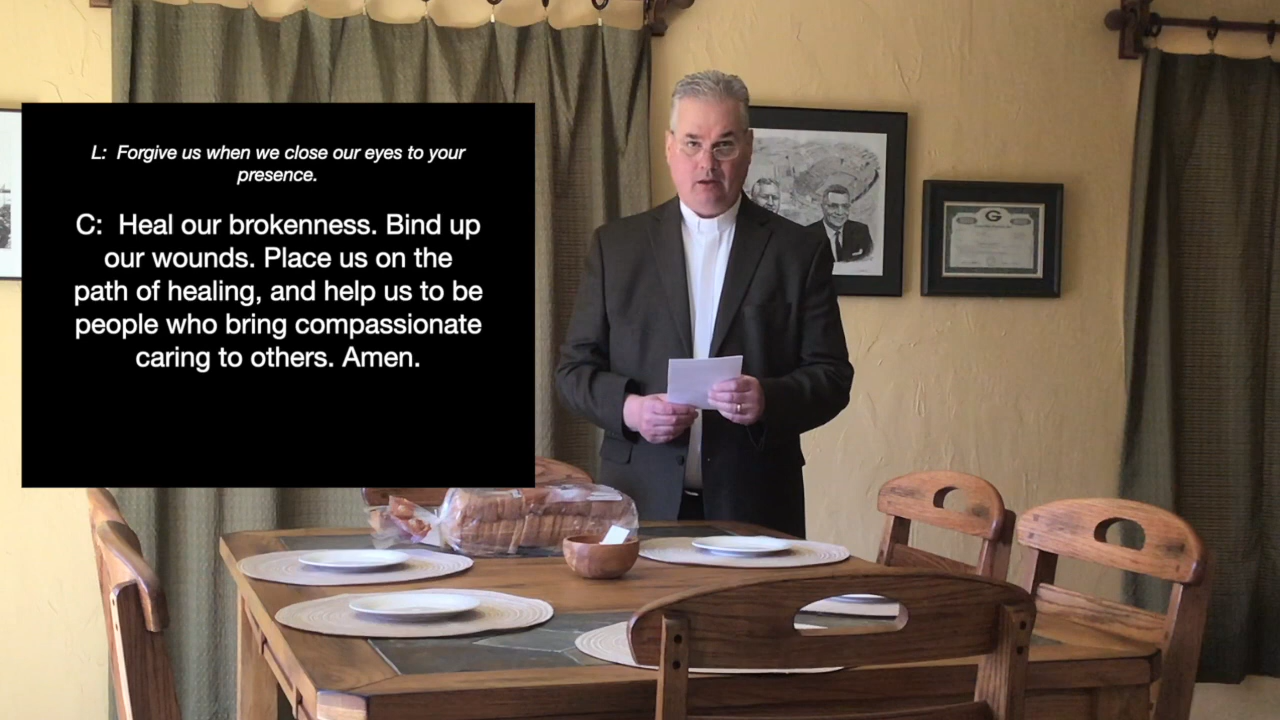 L:  Forgive us when we close our eyes to your
presence.
C:  Heal our brokenness. Bind up
our wounds. Place us on the
path of healing, and help us to be
people who bring compassionate
caring to others. Amen.
G